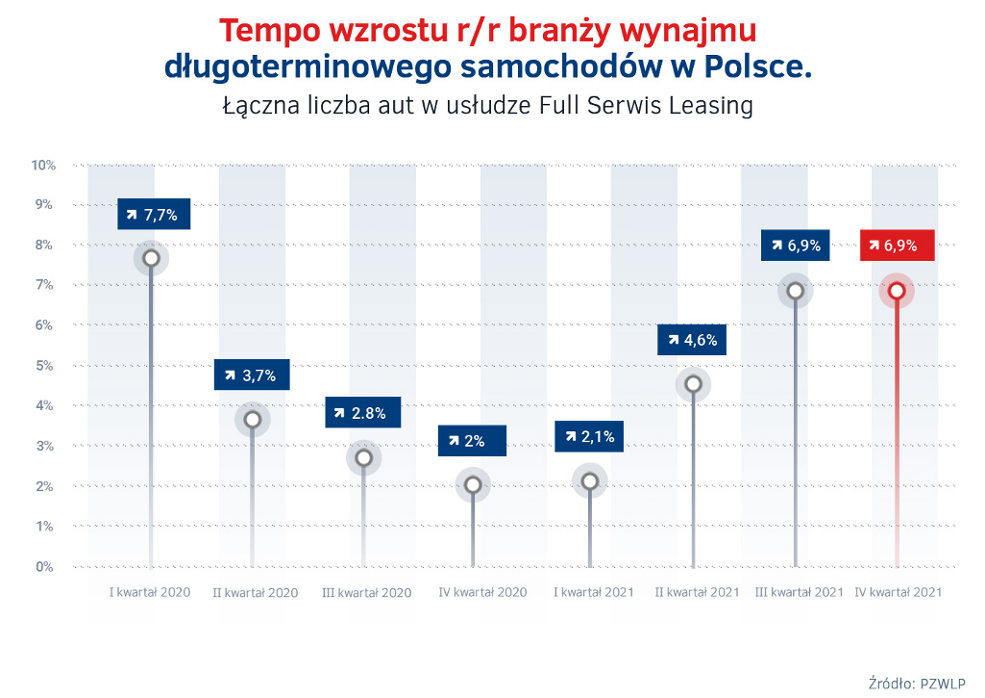 Tempo wzrostu r/r branży wynajmu
długoterminowego samochodów w Polsce.
Łączna liczba aut w usłudze Full Serwis Leasing
10%
9%
8%
7%
6%
5%
4%
3%
2%
1%
0%
7,7%
3,7%
2.8%
2%
2,1%
4,6%
6,9%
6,9%
I kwartał 2020
II kwartał 2020
III kwartał 2020
IV kwartał 2020
I kwartał 2021
II kwartał 2021
III kwartał 2021
IV kwartał 2021
Źródło: PZWLP